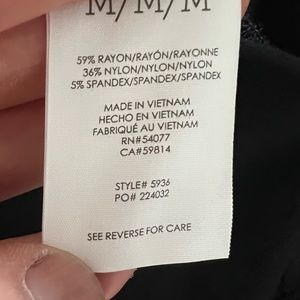 M/M/M
59% RAYON/RAYÓN/RAYONNE
36% NYLON/NYLON/NYLON
5% SPANDEX/SPANDEX/SPANDEX
MADE IN VIETNAM
HECHO EN VIETNAM
FABRIQUÉ AU VIETNAM
RN#54077
CA#59814
STYLE# 5936
PO# 224032
SEE REVERSE FOR CARE